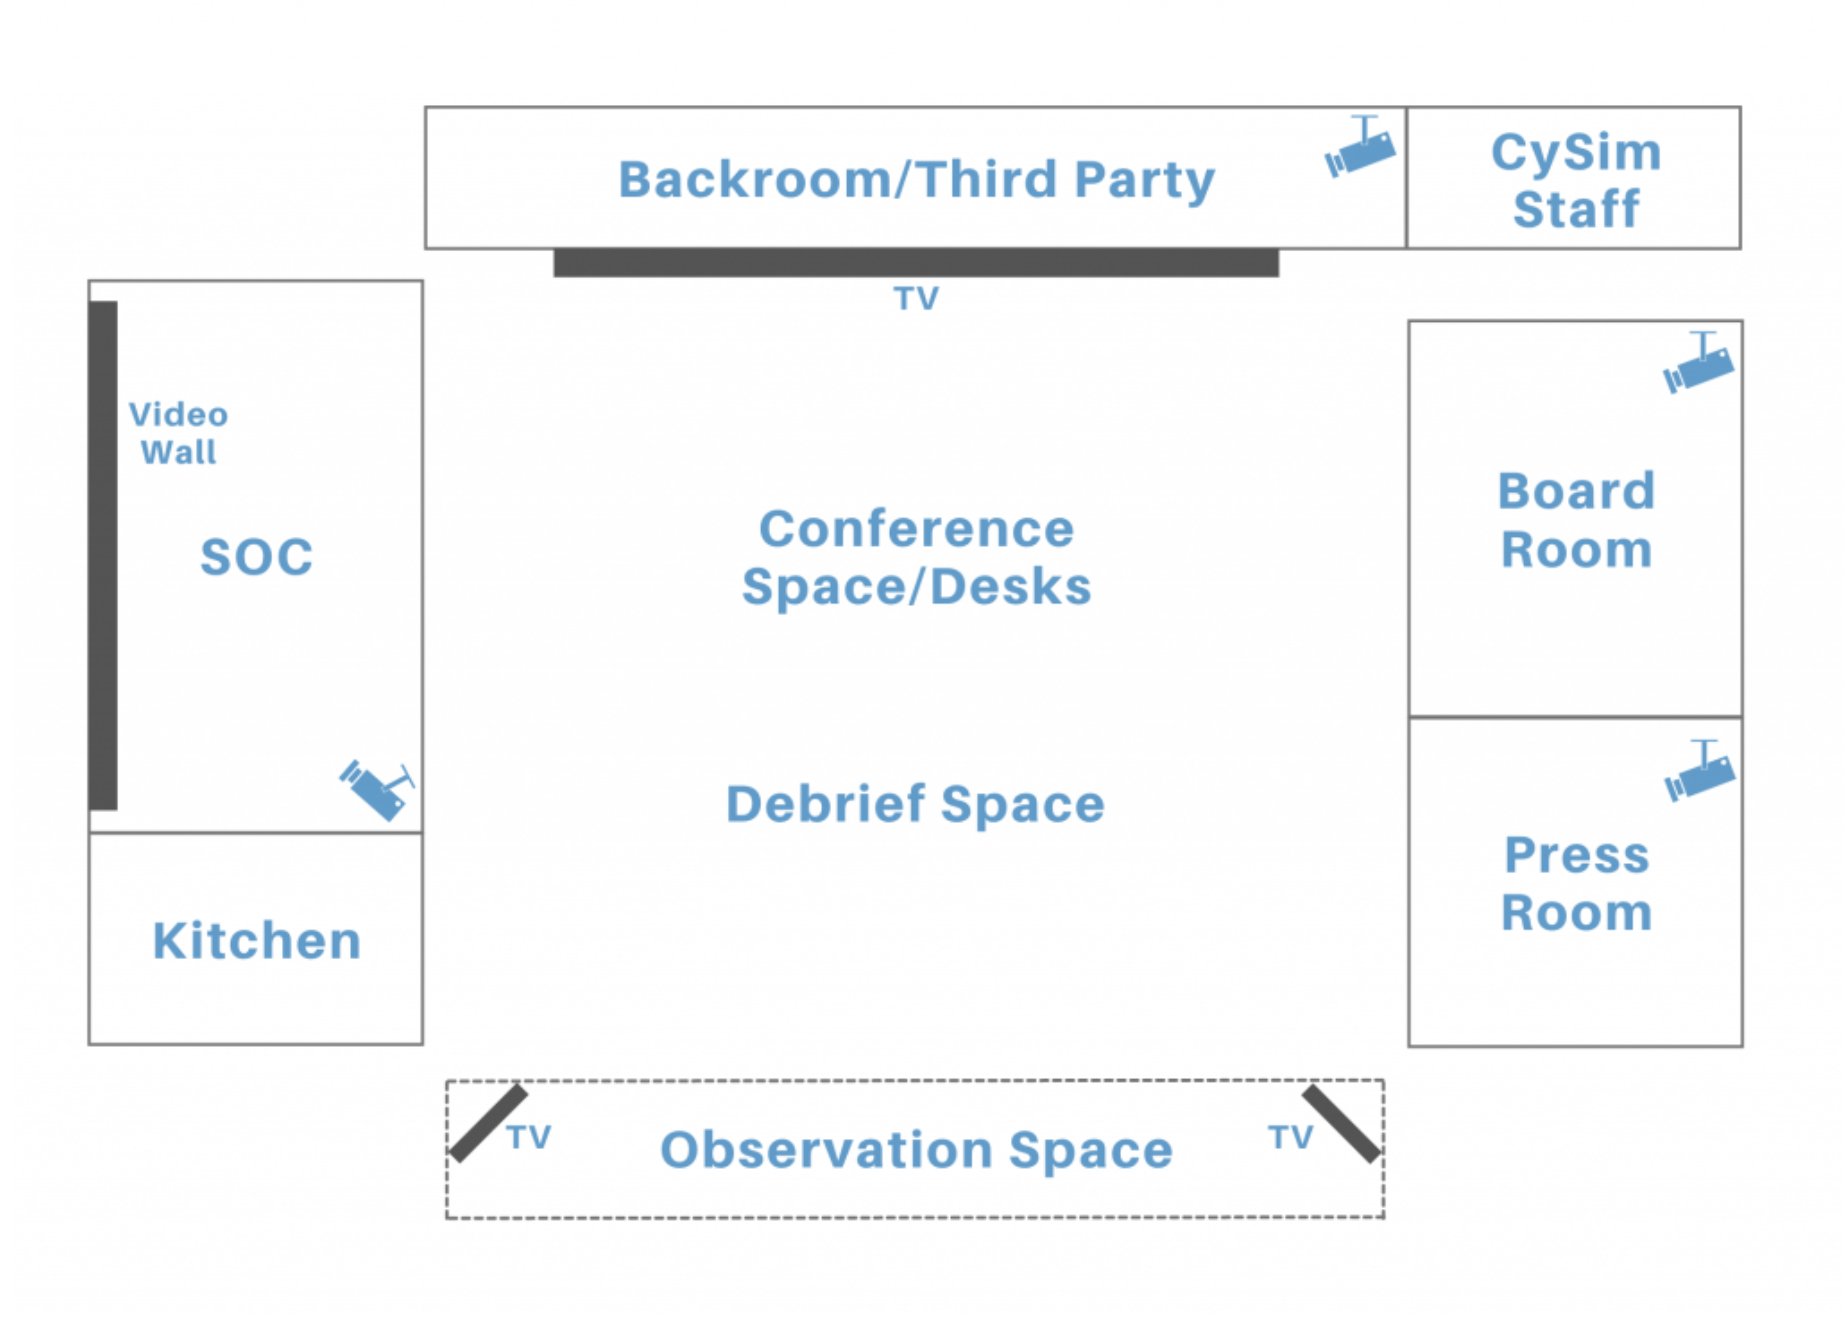 Backroom/Third Party
CySim
Staff
TV
Video
Wall
SOC
Conference
Space/Desks
Board
Room
Debrief Space
Press
Room
Kitchen
TV
Observation Space
TV